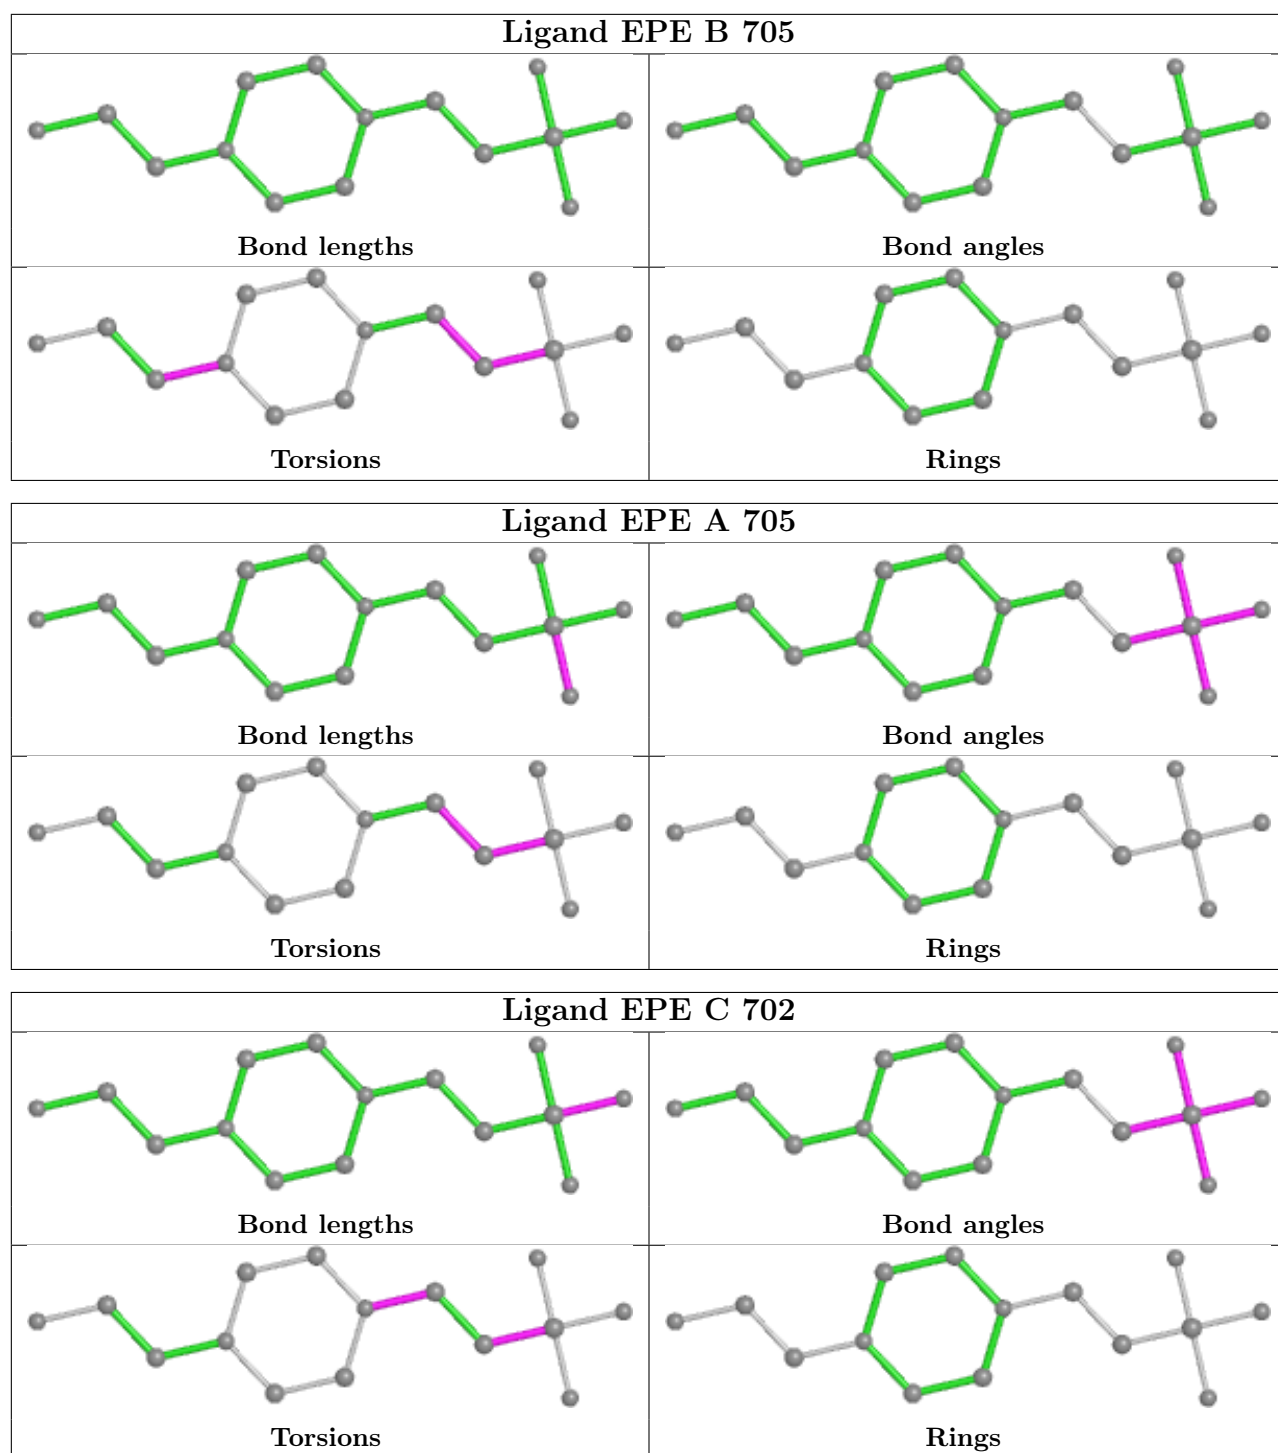 Ligand EPE B 705
Bond lengths
Bond angles
Torsions
Rings
Ligand EPE A 705
Bond lengths
Bond angles
Torsions
Rings
Ligand EPE C 702
Bond lengths
Bond angles
Torsions
Rings